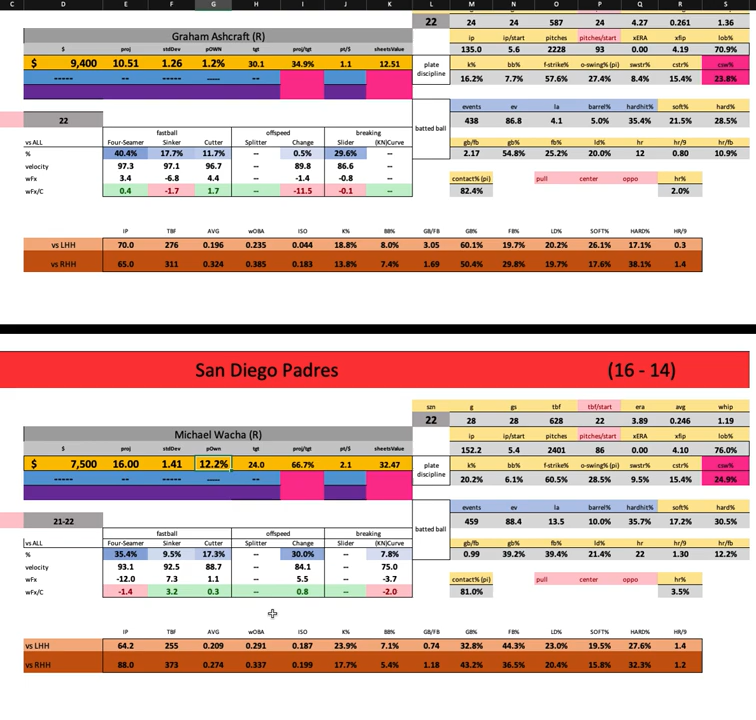 C D E F G H I J K L M N O P Q R S
22 24 24 587 24 4.27 0.261 1.36
Graham Ashcraft (R) ip ip/start pitches pitches/start xERA xfip lob%
$ proj stdDev pOWN tgt proj/tgt pt/$ sheetsValue 135.0 5.6 2228 93 0.00 4.19 70.9%
$ 9,400 10.51 1.26 1.2% 30.1 34.9% 1.1 12.51 plate discipline k% bb% f-strike% o-swing% (pi) swstr% cstr% csw%
----- -- -- ---- -- 16.2% 7.7% 57.6% 27.4% 8.4% 15.4% 23.8%
events ev la barrel% hardhit% soft% hard%
22 438 86.8 4.1 5.0% 35.4% 21.5% 28.5%
fastball offspeed breaking batted ball
vs ALL Four-Seamer Sinker Cutter Splitter Change Slider (KN)Curve gb/fb gb% fb% ld% hr hr/9 hr/fb
% 40.4% 17.7% 11.7% -- 0.5% 29.6% -- 2.17 54.8% 25.2% 20.0% 12 0.80 10.9%
velocity 97.3 97.1 96.7 -- 89.8 86.6 --
wFx 3.4 -6.8 4.4 -- -1.4 -0.8 -- contact% (pi) pull center oppo hr%
wFx/C 0.4 -1.7 1.7 -- -11.5 -0.1 -- 82.4% 2.0%
IP TBF AVG wOBA ISO K% BB% GB/FB GB% FB% LD% SOFT% HARD% HR/9
vs LHH 70.0 276 0.196 0.235 0.044 18.8% 8.0% 3.05 60.1% 19.7% 20.2% 26.1% 17.1% 0.3
vs RHH 65.0 311 0.324 0.385 0.183 13.8% 7.4% 1.69 50.4% 29.8% 19.7% 17.6% 38.1% 1.4
San Diego Padres (16 - 14)
sm g gs tbf tbf/start era avg whip
22 28 28 628 22 3.89 0.246 1.19
Michael Wacha (R) ip ip/start pitches pitches/start xERA xfip lob%
$ proj stdDev pOwn tgt proj/tgt pt/$ sheetsValue 152.2 5.4 2401 86 0.00 4.10 76.0%
$ 7,500 16.00 1.41 12.2% 24.0 66.7% 2.1 32.47 plate discipline k% bb% f-strike% o-swing% (pi) swstr% cstr% csw%
----- -- -- ---- -- 20.2% 6.1% 60.5% 28.5% 9.5% 15.4% 24.9%
events ev la barrel% hardhit% soft% hard%
21-22 459 88.4 13.5 10.0% 35.7% 17.2% 30.5%
fastball offspeed breaking batted ball
vs ALL Four-Seamer Sinker Cutter Splitter Change Slider (KN)Curve gb/fb gb% fb% ld% hr hr/9 hr/fb
% 35.4% 9.5% 17.3% -- 30.0% -- 7.8% 0.99 39.2% 39.4% 21.4% 22 1.30 12.2%
velocity 93.1 92.5 88.7 -- 84.1 -- 75.0
wFx -12.0 7.3 1.1 -- 5.5 -- -3.7 contact% (pi) pull center oppo hr%
wFx/C -1.4 3.2 0.3 -- 0.8 -- -2.0 81.0% 3.5%
IP TBF AVG wOBA ISO K% BB% GB/FB GB% FB% LD% SOFT% HARD% HR/9
vs LHH 64.2 255 0.209 0.291 0.187 23.9% 7.1% 0.74 32.8% 44.3% 23.0% 19.5% 27.6% 1.4
vs RHH 88.0 373 0.274 0.337 0.199 17.7% 5.4% 1.18 43.2% 36.5% 20.4% 15.8% 32.3% 1.2